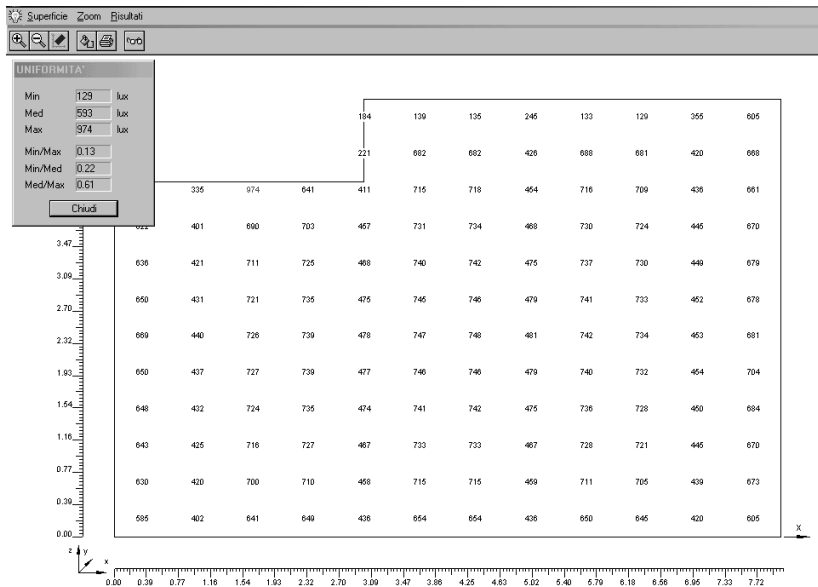 Superficie Zoom Risultati
UNIFORMITA'
Min 129 lux
Med 593 lux
Max 974 lux
Min/Max 0.13
Min/Med 0.22
Med/Max 0.61
Chiudi
184 139 135 245 133 129 355 605
221 682 682 426 688 681 420 668
335 974 641 411 715 718 454 716 709 436 661
401 690 703 457 731 734 468 730 724 445 670
3.47
636 421 711 725 468 740 742 475 737 730 449 679
3.09
650 431 721 735 475 745 746 479 741 733 452 678
2.70
669 440 726 739 478 747 748 481 742 734 453 681
2.32
650 437 727 739 477 746 746 479 740 732 454 704
1.93
648 432 724 735 474 741 742 475 736 728 450 684
1.54
643 425 716 727 467 733 733 467 728 721 445 670
1.16
630 420 700 710 458 715 715 459 711 705 439 673
0.77
585 402 641 649 436 654 654 436 650 645 420 605
0.39
0.00
x
z y x
0.00 0.39 0.77 1.16 1.54 1.93 2.32 2.70 3.09 3.47 3.86 4.25 4.63 5.02 5.40 5.79 6.18 6.56 6.95 7.33 7.72